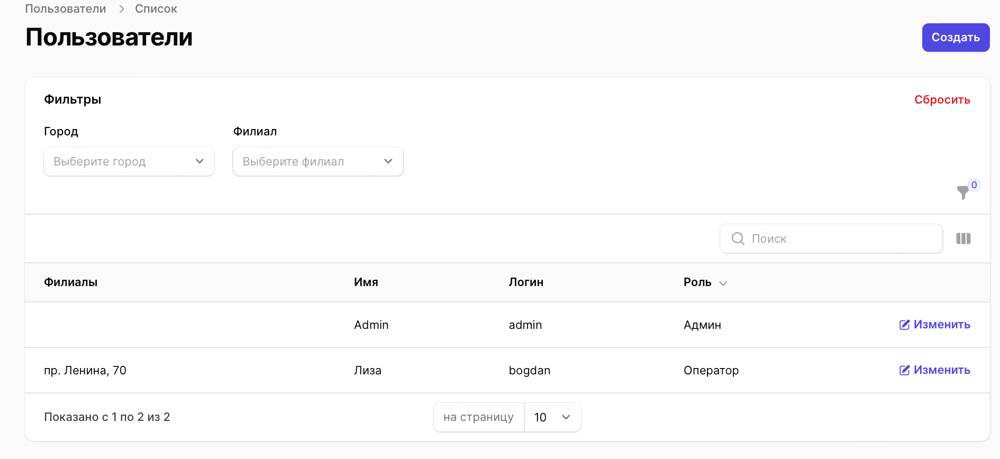 Пользователи > Список
Пользователи
Создать
Фильтры
Сбросить
Город
Филиал
Выберите город
Выберите филиал
0
Поиск
Филиалы Имя Логин Роль
Admin admin Админ Изменить
пр. Ленина, 70 Лиза bogdan Оператор Изменить
Показано с 1 по 2 из 2
на страницу 10